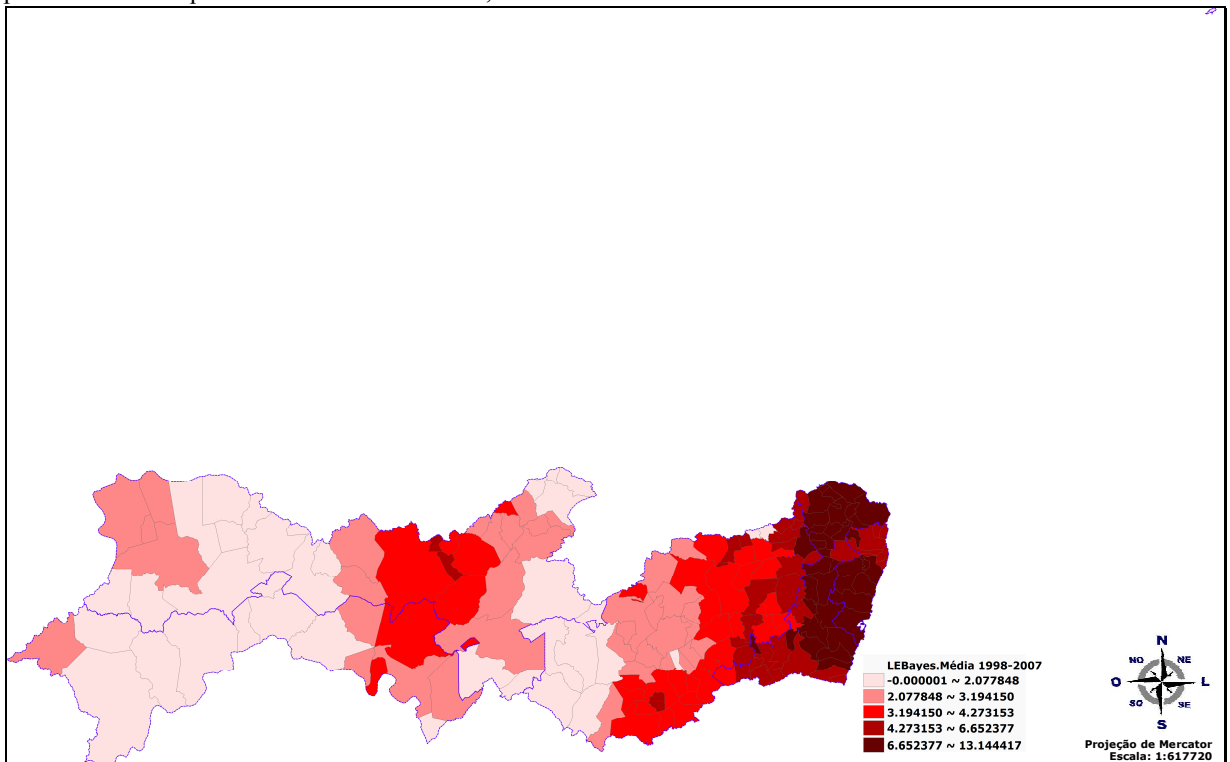 LEBayes.Média 1998-2007
-0.000001 ~ 2.077848
2.077848 ~ 3.194150
3.194150 ~ 4.273153
4.273153 ~ 6.652377
6.652377 ~ 13.144417
N
NO
NE
O
L
SO
SE
S
Projeção de Mercator
Escala: 1:617720